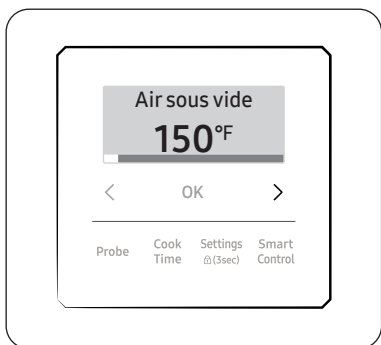 Air sous vide
150°F
< OK >
Probe
Cook Time
Settings (3sec)
Smart Control